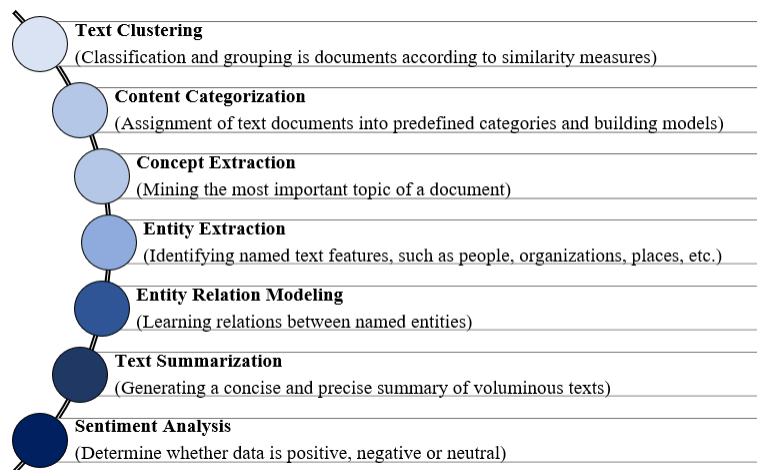 Text Clustering
(Classification and grouping is documents according to similarity measures)
Content Categorization
(Assignment of text documents into predefined categories and building models)
Concept Extraction
(Mining the most important topic of a document)
Entity Extraction
(Identifying named text features, such as people, organizations, places, etc.)
Entity Relation Modeling
(Learning relations between named entities)
Text Summarization
(Generating a concise and precise summary of voluminous texts)
Sentiment Analysis
(Determine whether data is positive, negative or neutral)